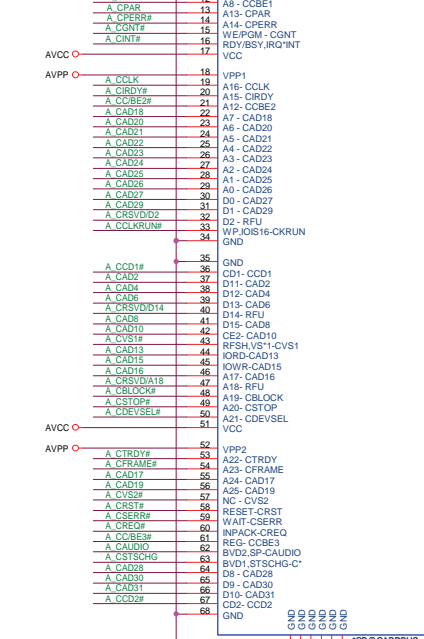 A8 - CCBE1
A_CPAR 13 A13- CPAR
A_CPERR# 14 A14- CPERR
A_CGNT# 15 WE/PGM - CGNT
A_CINT# 16 RDY/BSY,IRQ*INT
AVCC 17 VCC
AVPP 18 VPP1
A_CCLK 19 A16- CCLK
A_CIRDY# 20 A15- CIRDY
A_CC/BE2# 21 A12- CCBE2
A_CAD18 22 A7 - CAD18
A_CAD20 23 A6 - CAD20
A_CAD21 24 A5 - CAD21
A_CAD22 25 A4 - CAD22
A_CAD23 26 A3 - CAD23
A_CAD24 27 A2 - CAD24
A_CAD25 28 A1 - CAD25
A_CAD26 29 A0 - CAD26
A_CAD27 30 D0 - CAD27
A_CAD29 31 D1 - CAD29
A_CRSVD/D2 32 D2 - RFU
A_CCLKRUN# 33 WP,IOIS16-CKRUN
34 GND
35 GND
A_CCD1# 36 CD1- CCD1
A_CAD2 37 D11- CAD2
A_CAD4 38 D12- CAD4
A_CAD6 39 D13- CAD6
A_CRSVD/D14 40 D14- RFU
A_CAD8 41 D15- CAD8
A_CAD10 42 CE2- CAD10
A_CVS1# 43 RFSH,VS*1-CVS1
A_CAD13 44 IORD-CAD13
A_CAD15 45 IOWR-CAD15
A_CAD16 46 A17- CAD16
A_CRSVD/A18 47 A18- RFU
A_CBLOCK# 48 A19- CBLOCK
A_CSTOP# 49 A20- CSTOP
A_CDEVSEL# 50 A21- CDEVSEL
AVCC 51 VCC
AVPP 52 VPP2
A_CTRDY# 53 A22- CTRDY
A_CFRAME# 54 A23- CFRAME
A_CAD17 55 A24- CAD17
A_CAD19 56 A25- CAD19
A_CVS2# 57 NC - CVS2
A_CRST# 58 RESET-CRST
A_CSERR# 59 WAIT-CSERR
A_CREQ# 60 INPACK-CREQ
A_CC/BE3# 61 REG- CCBE3
A_CAUDIO 62 BVD2,SP-CAUDIO
A_CSTSCHG 63 BVD1,STSCHG-C*
A_CAD28 64 D8 - CAD28
A_CAD30 65 D9 - CAD30
A_CAD31 66 D10- CAD31
A_CCD2# 67 CD2- CCD2
68 GND
GND GND GND GND GND GND